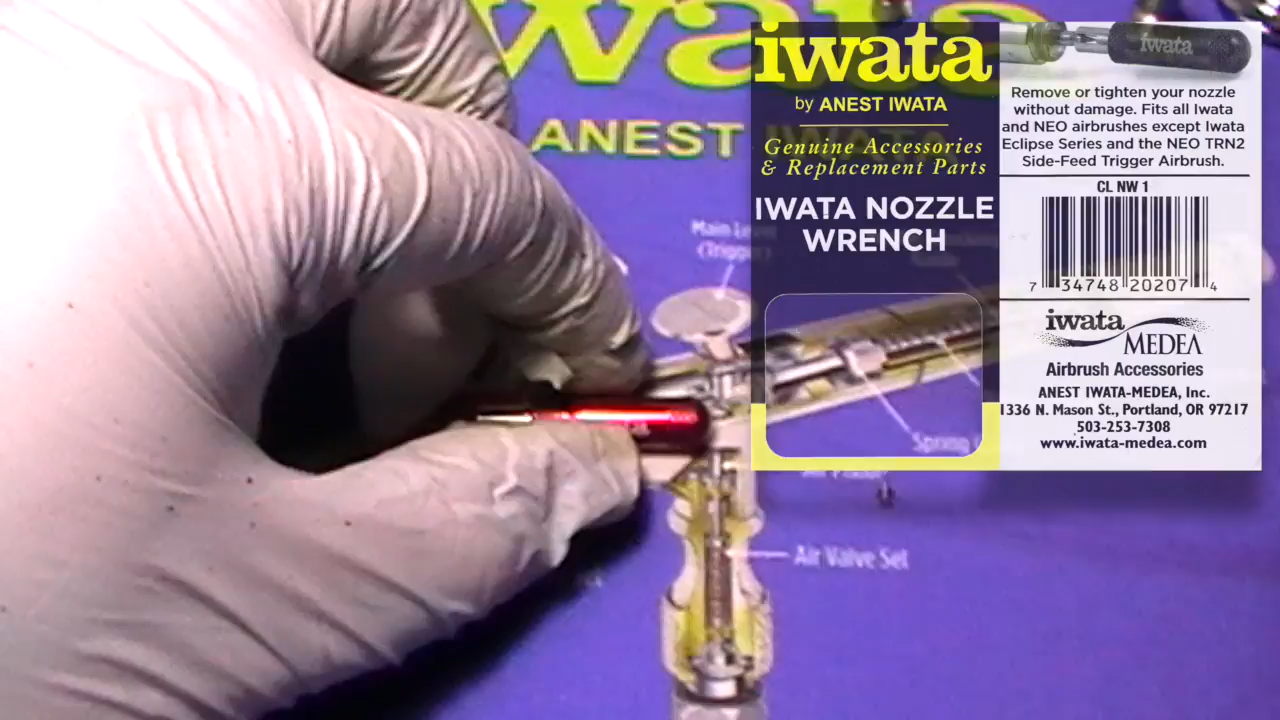 iwata
ANEST IWATA
Main Lever
(Trigger)
Spring
Air Valve Set
iwata
by ANEST IWATA
Genuine Accessories
& Replacement Parts
IWATA NOZZLE
WRENCH
iwata
Remove or tighten your nozzle
without damage. Fits all Iwata
and NEO airbrushes except Iwata
Eclipse Series and the NEO TRN2
Side-Feed Trigger Airbrush.
CL NW 1
7 34748 20207 4
iwata
MEDEA
Airbrush Accessories
ANEST IWATA-MEDEA, Inc.
1336 N. Mason St., Portland, OR 97217
503-253-7308
www.iwata-medea.com